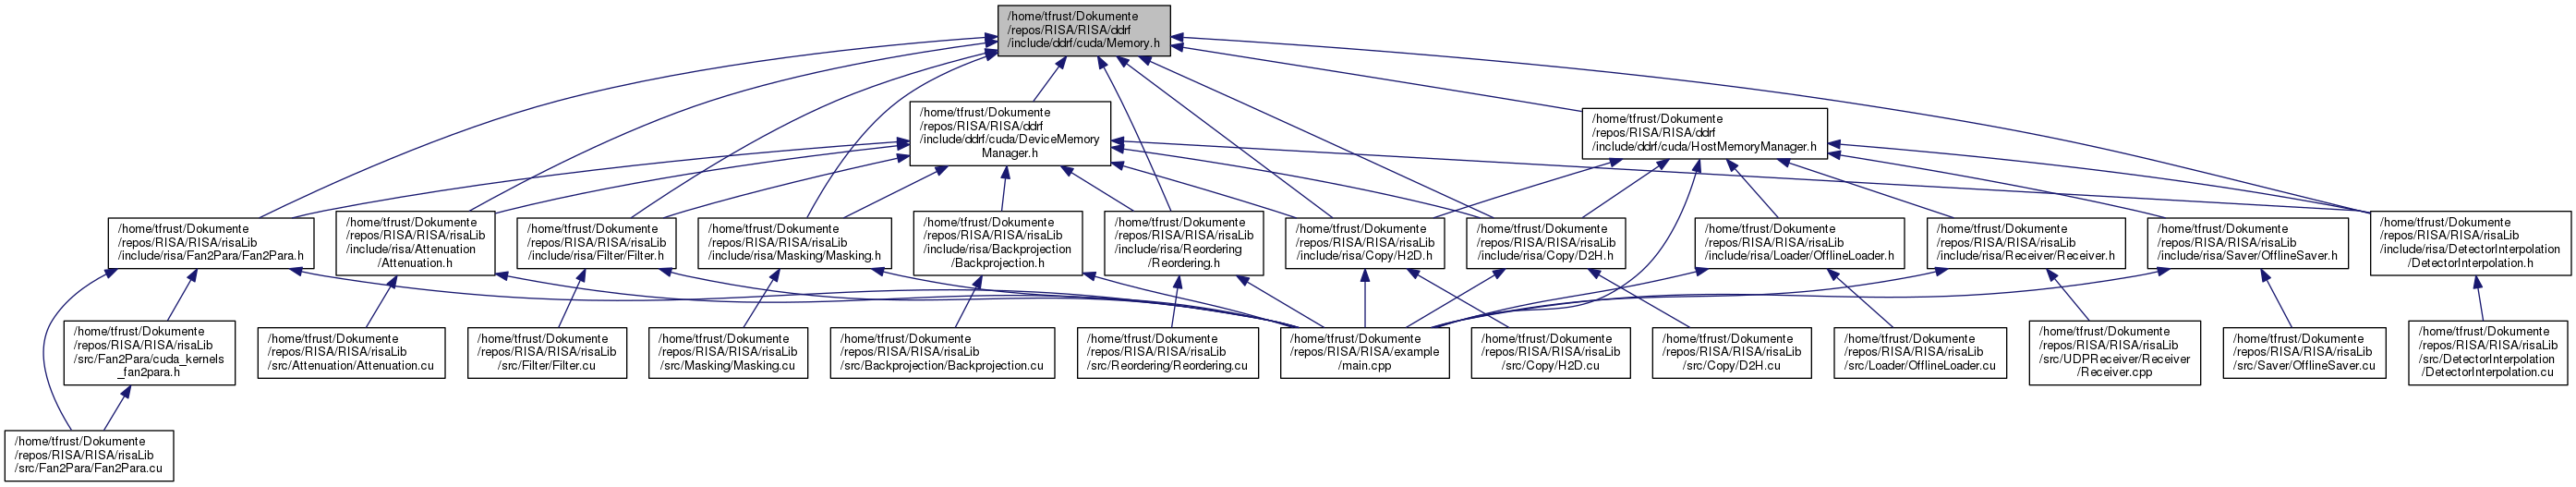 /home/tfrust/Dokumente
/repos/RISA/RISA/ddrf
/include/ddrf/cuda/Memory.h
/home/tfrust/Dokumente
/repos/RISA/RISA/ddrf
/include/ddrf/cuda/DeviceMemory
Manager.h
/home/tfrust/Dokumente
/repos/RISA/RISA/ddrf
/include/ddrf/cuda/HostMemoryManager.h
/home/tfrust/Dokumente
/repos/RISA/RISA/risaLib
/include/risa/Fan2Para/Fan2Para.h
/home/tfrust/Dokumente
/repos/RISA/RISA/risaLib
/include/risa/Attenuation
/Attenuation.h
/home/tfrust/Dokumente
/repos/RISA/RISA/risaLib
/include/risa/Filter/Filter.h
/home/tfrust/Dokumente
/repos/RISA/RISA/risaLib
/include/risa/Masking/Masking.h
/home/tfrust/Dokumente
/repos/RISA/RISA/risaLib
/include/risa/Backprojection
/Backprojection.h
/home/tfrust/Dokumente
/repos/RISA/RISA/risaLib
/include/risa/Reordering
/Reordering.h
/home/tfrust/Dokumente
/repos/RISA/RISA/risaLib
/include/risa/Copy/H2D.h
/home/tfrust/Dokumente
/repos/RISA/RISA/risaLib
/include/risa/Copy/D2H.h
/home/tfrust/Dokumente
/repos/RISA/RISA/risaLib
/include/risa/Loader/OfflineLoader.h
/home/tfrust/Dokumente
/repos/RISA/RISA/risaLib
/include/risa/Receiver/Receiver.h
/home/tfrust/Dokumente
/repos/RISA/RISA/risaLib
/include/risa/Saver/OfflineSaver.h
/home/tfrust/Dokumente
/repos/RISA/RISA/risaLib
/include/risa/DetectorInterpolation
/DetectorInterpolation.h
/home/tfrust/Dokumente
/repos/RISA/RISA/risaLib
/src/Fan2Para/cuda_kernels
_fan2para.h
/home/tfrust/Dokumente
/repos/RISA/RISA/risaLib
/src/Attenuation/Attenuation.cu
/home/tfrust/Dokumente
/repos/RISA/RISA/risaLib
/src/Filter/Filter.cu
/home/tfrust/Dokumente
/repos/RISA/RISA/risaLib
/src/Masking/Masking.cu
/home/tfrust/Dokumente
/repos/RISA/RISA/risaLib
/src/Backprojection/Backprojection.cu
/home/tfrust/Dokumente
/repos/RISA/RISA/risaLib
/src/Reordering/Reordering.cu
/home/tfrust/Dokumente
/repos/RISA/RISA/example
/main.cpp
/home/tfrust/Dokumente
/repos/RISA/RISA/risaLib
/src/Copy/H2D.cu
/home/tfrust/Dokumente
/repos/RISA/RISA/risaLib
/src/Copy/D2H.cu
/home/tfrust/Dokumente
/repos/RISA/RISA/risaLib
/src/Loader/OfflineLoader.cu
/home/tfrust/Dokumente
/repos/RISA/RISA/risaLib
/src/UDPReceiver/Receiver
/Receiver.cpp
/home/tfrust/Dokumente
/repos/RISA/RISA/risaLib
/src/Saver/OfflineSaver.cu
/home/tfrust/Dokumente
/repos/RISA/RISA/risaLib
/src/DetectorInterpolation
/DetectorInterpolation.cu
/home/tfrust/Dokumente
/repos/RISA/RISA/risaLib
/src/Fan2Para/Fan2Para.cu